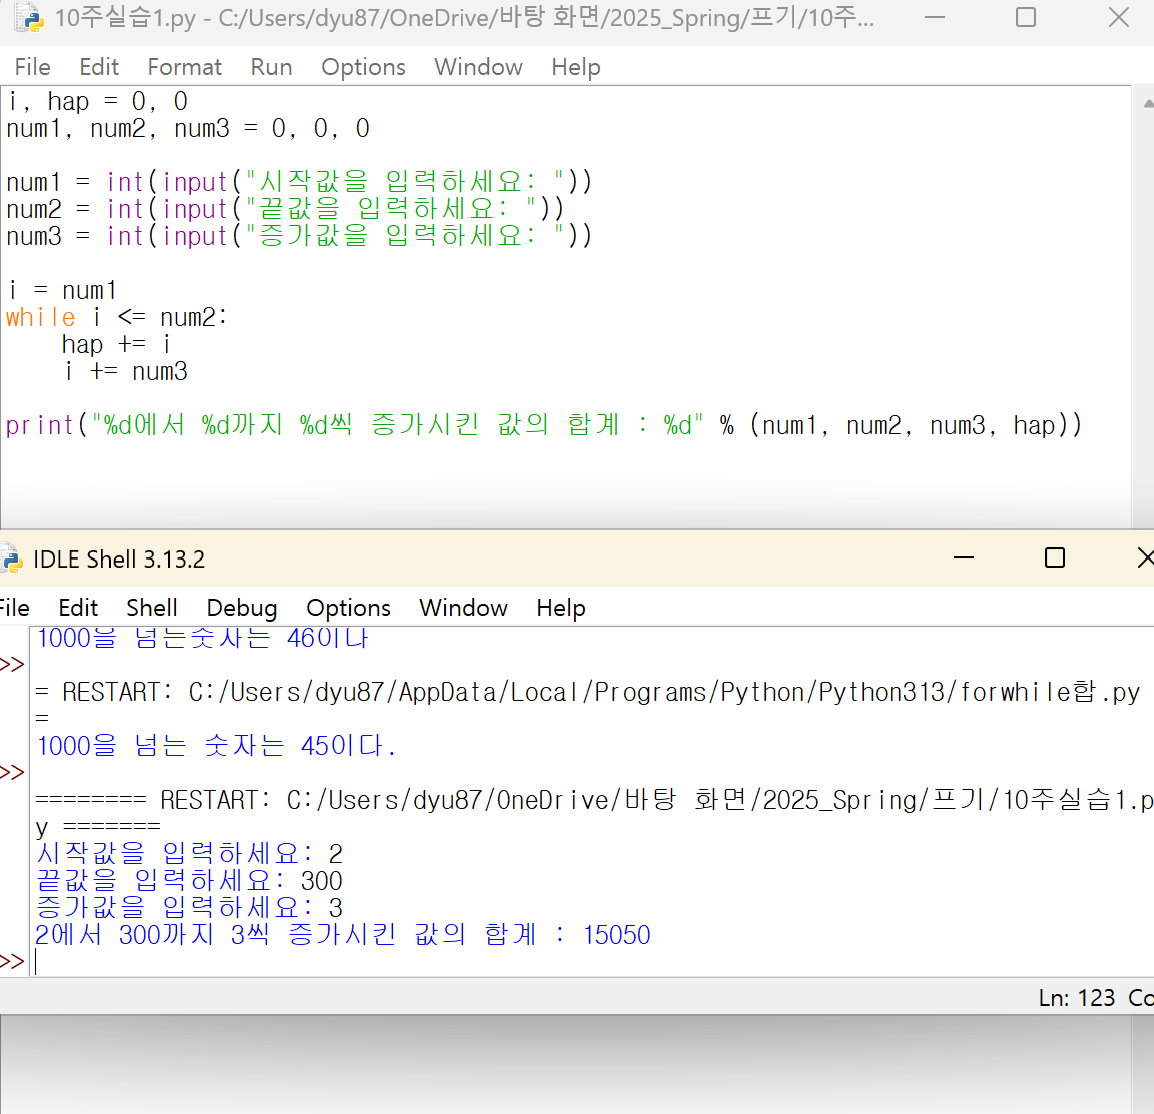 10주실습1.py - C:/Users/dyu87/OneDrive/바탕 화면/2025_Spring/프기/10주...
File Edit Format Run Options Window Help
i, hap = 0, 0
num1, num2, num3 = 0, 0, 0
num1 = int(input("시작값을 입력하세요: "))
num2 = int(input("끝값을 입력하세요: "))
num3 = int(input("증가값을 입력하세요: "))
i = num1
while i <= num2:
    hap += i
    i += num3
print("%d에서 %d까지 %d씩 증가시킨 값의 합계 : %d" % (num1, num2, num3, hap))
IDLE Shell 3.13.2
File Edit Shell Debug Options Window Help
1000을 넘는숫자는 46이다
>>
= RESTART: C:/Users/dyu87/AppData/Local/Programs/Python/Python313/forwhile합.py
=
1000을 넘는 숫자는 45이다.
>>
======== RESTART: C:/Users/dyu87/OneDrive/바탕 화면/2025_Spring/프기/10주실습1.p
y =======
시작값을 입력하세요: 2
끝값을 입력하세요: 300
증가값을 입력하세요: 3
2에서 300까지 3씩 증가시킨 값의 합계 : 15050
>>
Ln: 123 Co